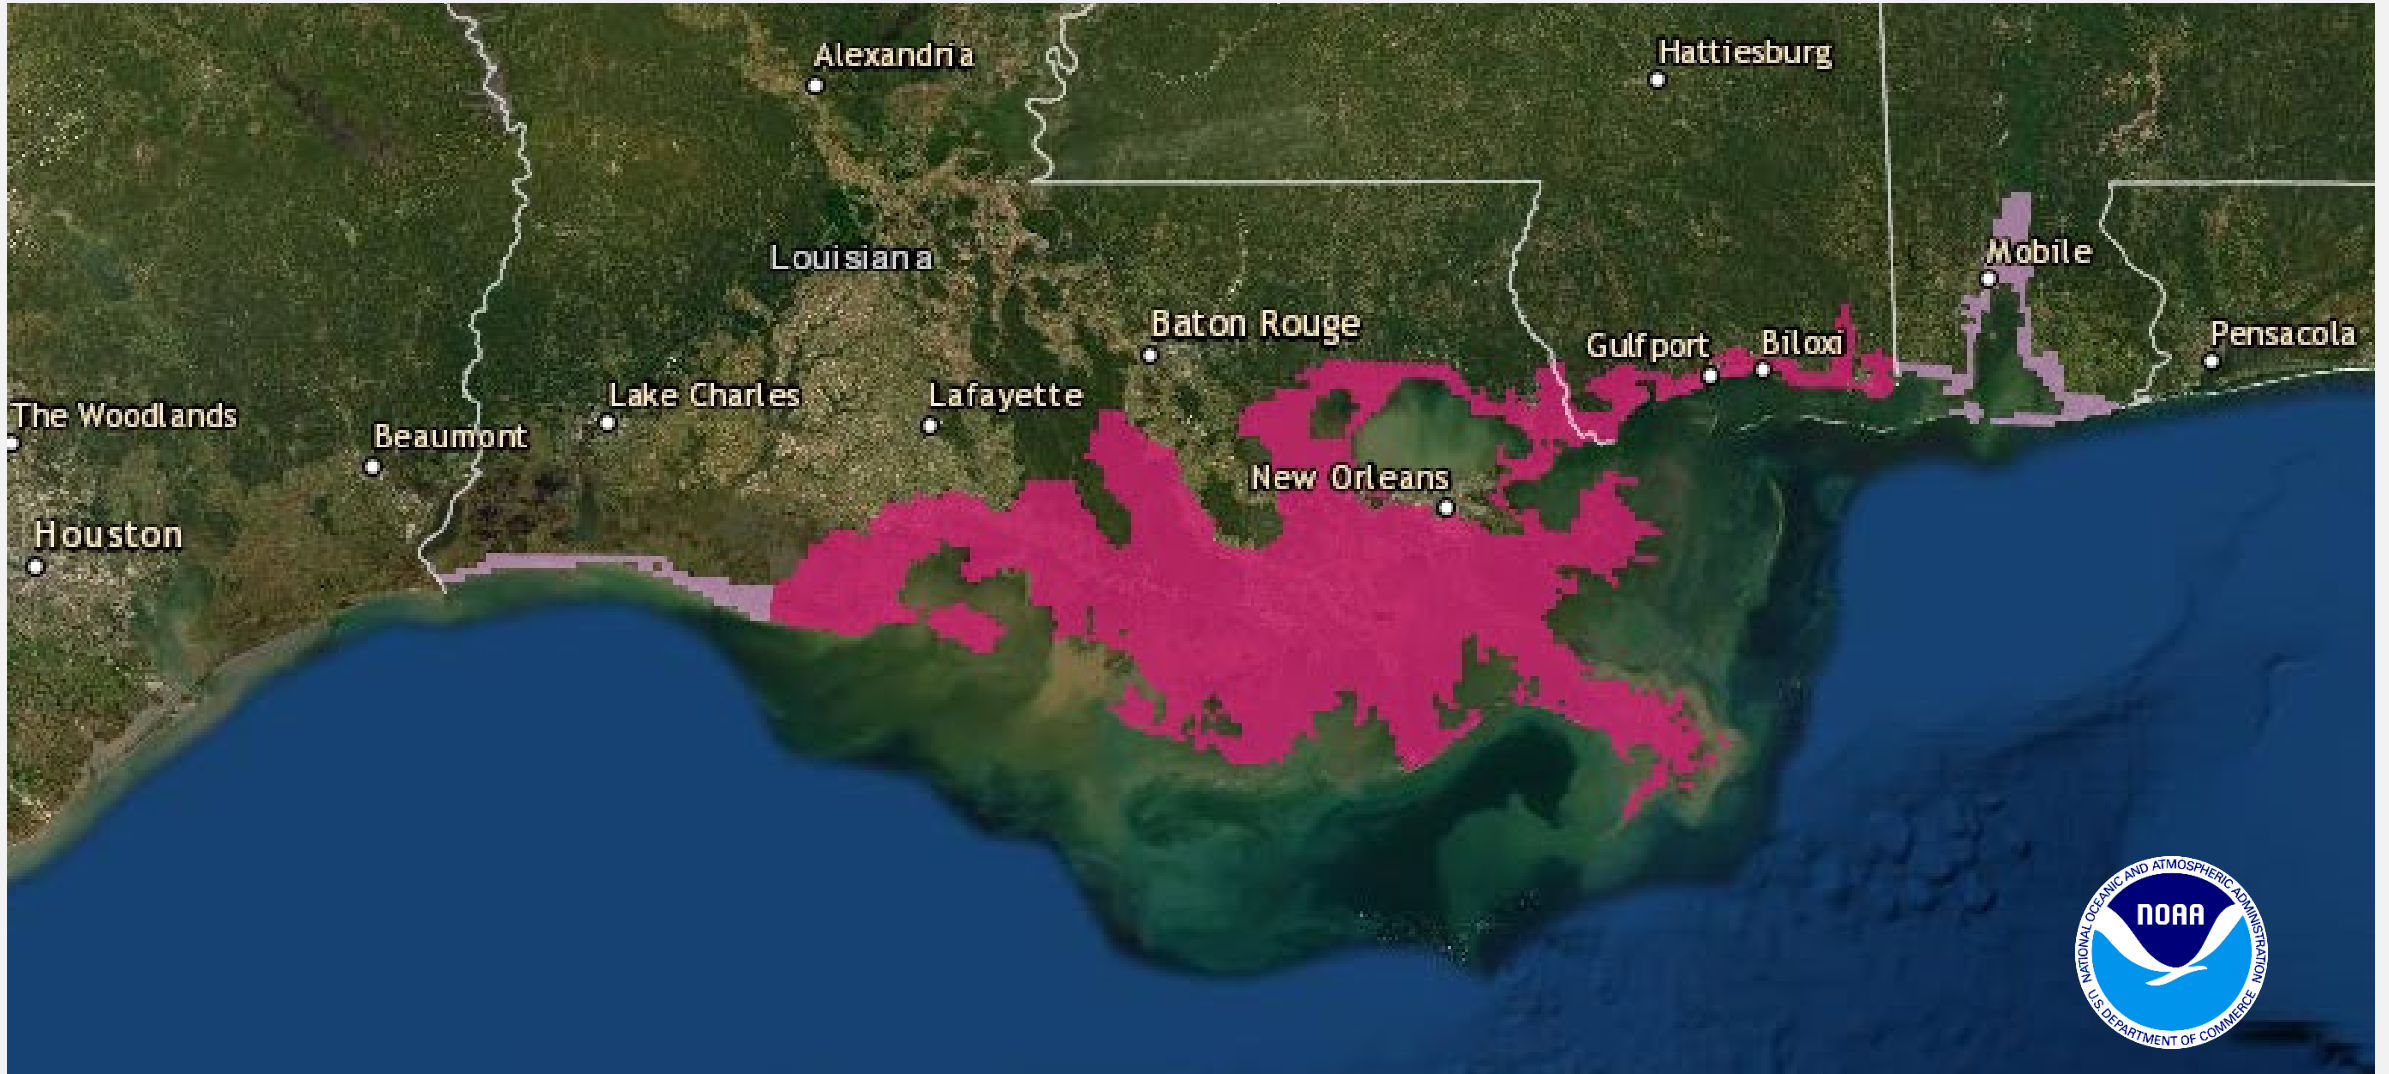 Alexandria
Hattiesburg
Louisiana
Mobile
Baton Rouge
Gulfport
Biloxi
Pensacola
The Woodlands
Lake Charles
Lafayette
Beaumont
New Orleans
Houston
NATIONAL OCEANIC AND ATMOSPHERIC ADMINISTRATION
NOAA
U.S. DEPARTMENT OF COMMERCE